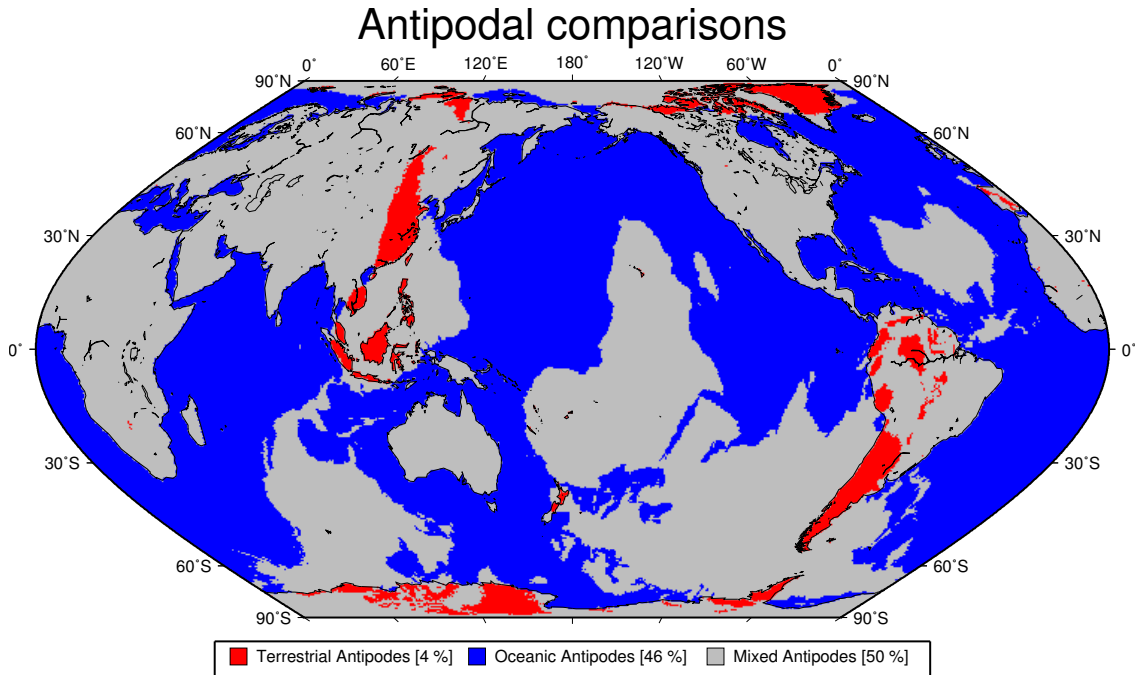 Antipodal comparisons
0˚ 60˚E 120˚E 180˚ 120˚W 60˚W 0˚
90˚N 90˚N
60˚N 60˚N
30˚N 30˚N
0˚ 0˚
30˚S 30˚S
60˚S 60˚S
90˚S 90˚S
Terrestrial Antipodes [4 %] Oceanic Antipodes [46 %] Mixed Antipodes [50 %]